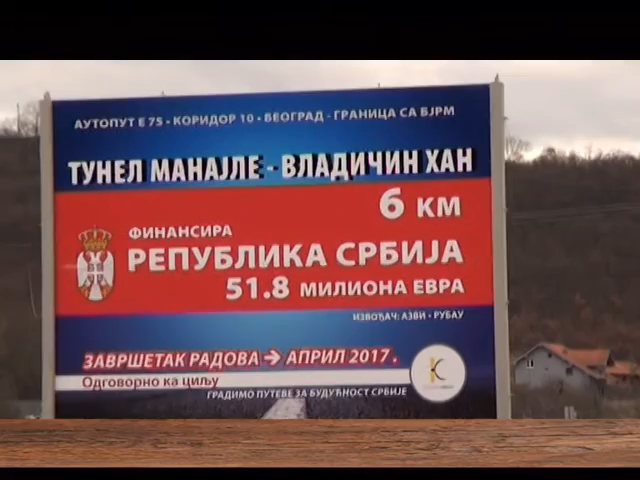 АУТОПУТ Е 75 - КОРИДОР 10 - БЕОГРАД - ГРАНИЦА СА БЈРМ
ТУНЕЛ МАНАЈЛЕ - ВЛАДИЧИН ХАН
6 КМ
ФИНАНСИРА
РЕПУБЛИКА СРБИЈА
51.8 МИЛИОНА ЕВРА
ИЗВОЂАЧ: АЗВИ - РУБАУ
ЗАВРШЕТАК РАДОВА → АПРИЛ 2017.
Одговорно ка циљу
ГРАДИМО ПУТЕВЕ ЗА БУДУЋНОСТ СРБИЈЕ